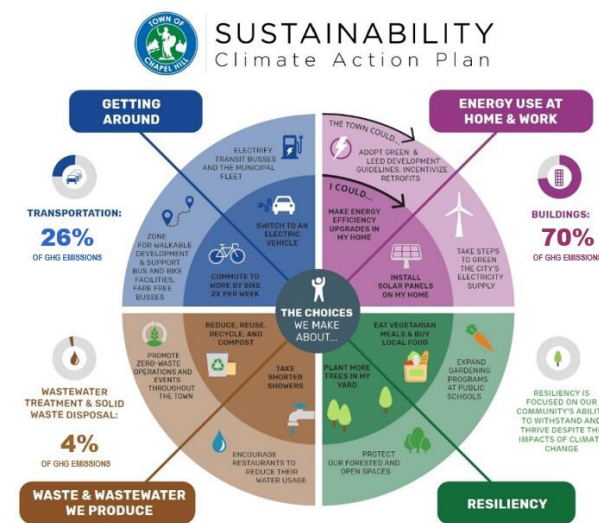 TOWN OF
CHAPEL HILL
SUSTAINABILITY
Climate Action Plan
GETTING
AROUND
ENERGY USE AT
HOME & WORK
TRANSPORTATION:
26%
OF GHG EMISSIONS
ELECTRIFY
TRANSIT BUSSES
AND THE MUNICIPAL
FLEET
ZONE
FOR WALKABLE
DEVELOPMENT
& SUPPORT
BUS AND BIKE
FACILITIES,
FARE FREE
BUSSES
SWITCH TO AN
ELECTRIC
VEHICLE
COMMUTE TO
WORK BY BIKE
2X PER WEEK
THE TOWN COULD...
ADOPT GREEN &
LEED DEVELOPMENT
GUIDELINES, INCENTIVIZE
RETROFITS
I COULD...
MAKE ENERGY
EFFICIENCY
UPGRADES IN
MY HOME
INSTALL
SOLAR PANELS
ON MY HOME
TAKE STEPS
TO GREEN
THE CITY'S
ELECTRICITY
SUPPLY
BUILDINGS:
70%
OF GHG EMISSIONS
THE CHOICES
WE MAKE
ABOUT...
WASTEWATER
TREATMENT & SOLID
WASTE DISPOSAL:
4%
OF GHG EMISSIONS
PROMOTE
ZERO-WASTE
OPERATIONS AND
EVENTS
THROUGHOUT
THE TOWN
REDUCE, REUSE,
RECYCLE, AND
COMPOST
TAKE
SHORTER
SHOWERS
ENCOURAGE
RESTAURANTS TO
REDUCE THEIR
WATER USAGE
EAT VEGETARIAN
MEALS & BUY
LOCAL FOOD
PLANT MORE
TREES IN MY
YARD
EXPAND
GARDENING
PROGRAMS
AT PUBLIC
SCHOOLS
PROTECT
OUR FORESTED AND
OPEN SPACES
RESILIENCY IS
FOCUSED ON OUR
COMMUNITY'S ABILIT
TO WITHSTAND AND
THRIVE DESPITE TH
IMPACTS OF CLIMAT
CHANGE
WASTE & WASTEWATER
WE PRODUCE
RESILIENCY